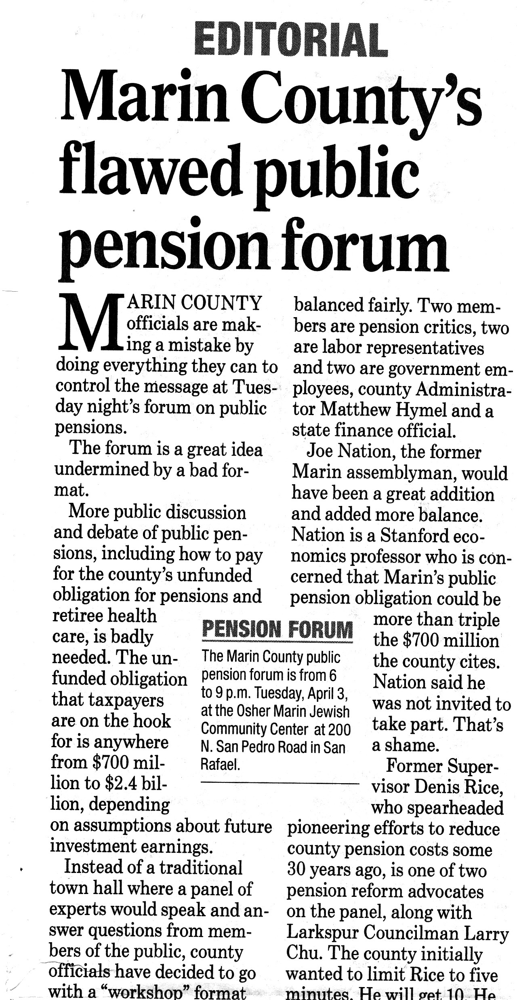 EDITORIAL
Marin County's
flawed public
pension forum
MARIN COUNTY
officials are mak-
ing a mistake by
doing everything they can to
control the message at Tues-
day night's forum on public
pensions.
The forum is a great idea
undermined by a bad for-
mat.
More public discussion
and debate of public pen-
sions, including how to pay
for the county's unfunded
obligation for pensions and
retiree health
care, is badly
needed. The un-
funded obligation
that taxpayers
are on the hook
for is anywhere
from $700 mil-
lion to $2.4 bil-
lion, depending
on assumptions about future
investment earnings.
Instead of a traditional
town hall where a panel of
experts would speak and an-
swer questions from mem-
bers of the public, county
officials have decided to go
with a “workshop” format
PENSION FORUM
The Marin County public
pension forum is from 6
to 9 p.m. Tuesday, April 3,
at the Osher Marin Jewish
Community Center at 200
N. San Pedro Road in San
Rafael.
balanced fairly. Two mem-
bers are pension critics, two
are labor representatives
and two are government em-
ployees, county Administra-
tor Matthew Hymel and a
state finance official.
Joe Nation, the former
Marin assemblyman, would
have been a great addition
and added more balance.
Nation is a Stanford eco-
nomics professor who is con-
cerned that Marin's public
pension obligation could be
more than triple
the $700 million
the county cites.
Nation said he
was not invited to
take part. That's
a shame.
Former Super-
visor Denis Rice,
who spearheaded
pioneering efforts to reduce
county pension costs some
30 years ago, is one of two
pension reform advocates
on the panel, along with
Larkspur Councilman Larry
Chu. The county initially
wanted to limit Rice to five
minutes. He will get 10. He